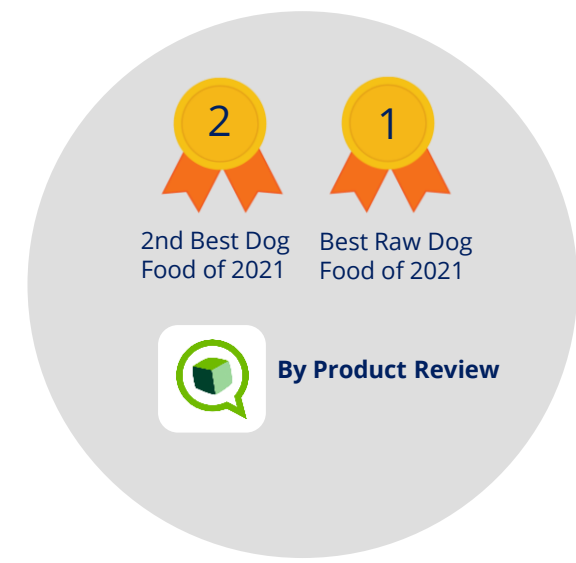 2
1
2nd Best Dog
Food of 2021
Best Raw Dog
Food of 2021
By Product Review